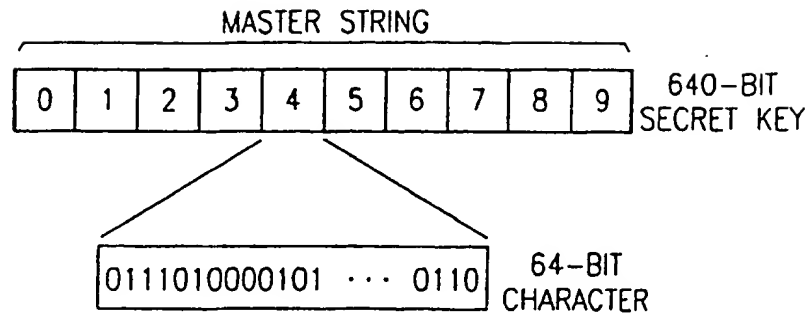 MASTER STRING
0 1 2 3 4 5 6 7 8 9
640-BIT
SECRET KEY
0111010000101 ... 0110
64-BIT
CHARACTER